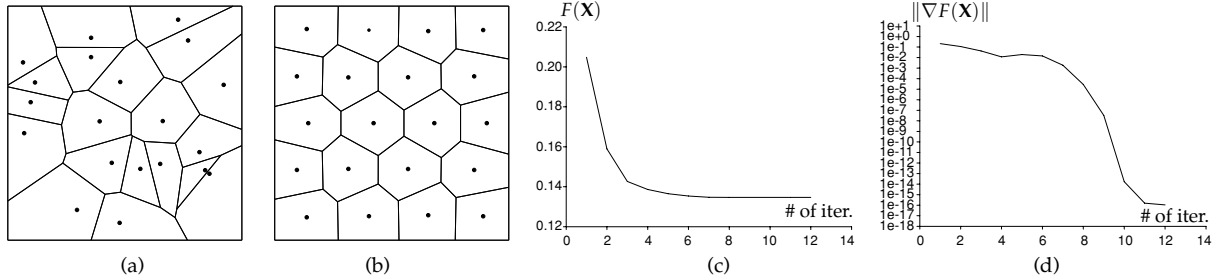 F(X)
0.24
0.20
0.18
0.16
0.14
0.12
0 2 4 6 8 10 12 14
# of iter.
‖∇F(X)‖
1e+1
1e+0
1e-1
1e-2
1e-3
1e-4
1e-5
1e-6
1e-7
1e-8
1e-9
1e-10
1e-11
1e-12
1e-13
1e-14
1e-15
1e-16
1e-18
0 2 4 6 8 10 12 14
# of iter.
(a) (b) (c) (d)